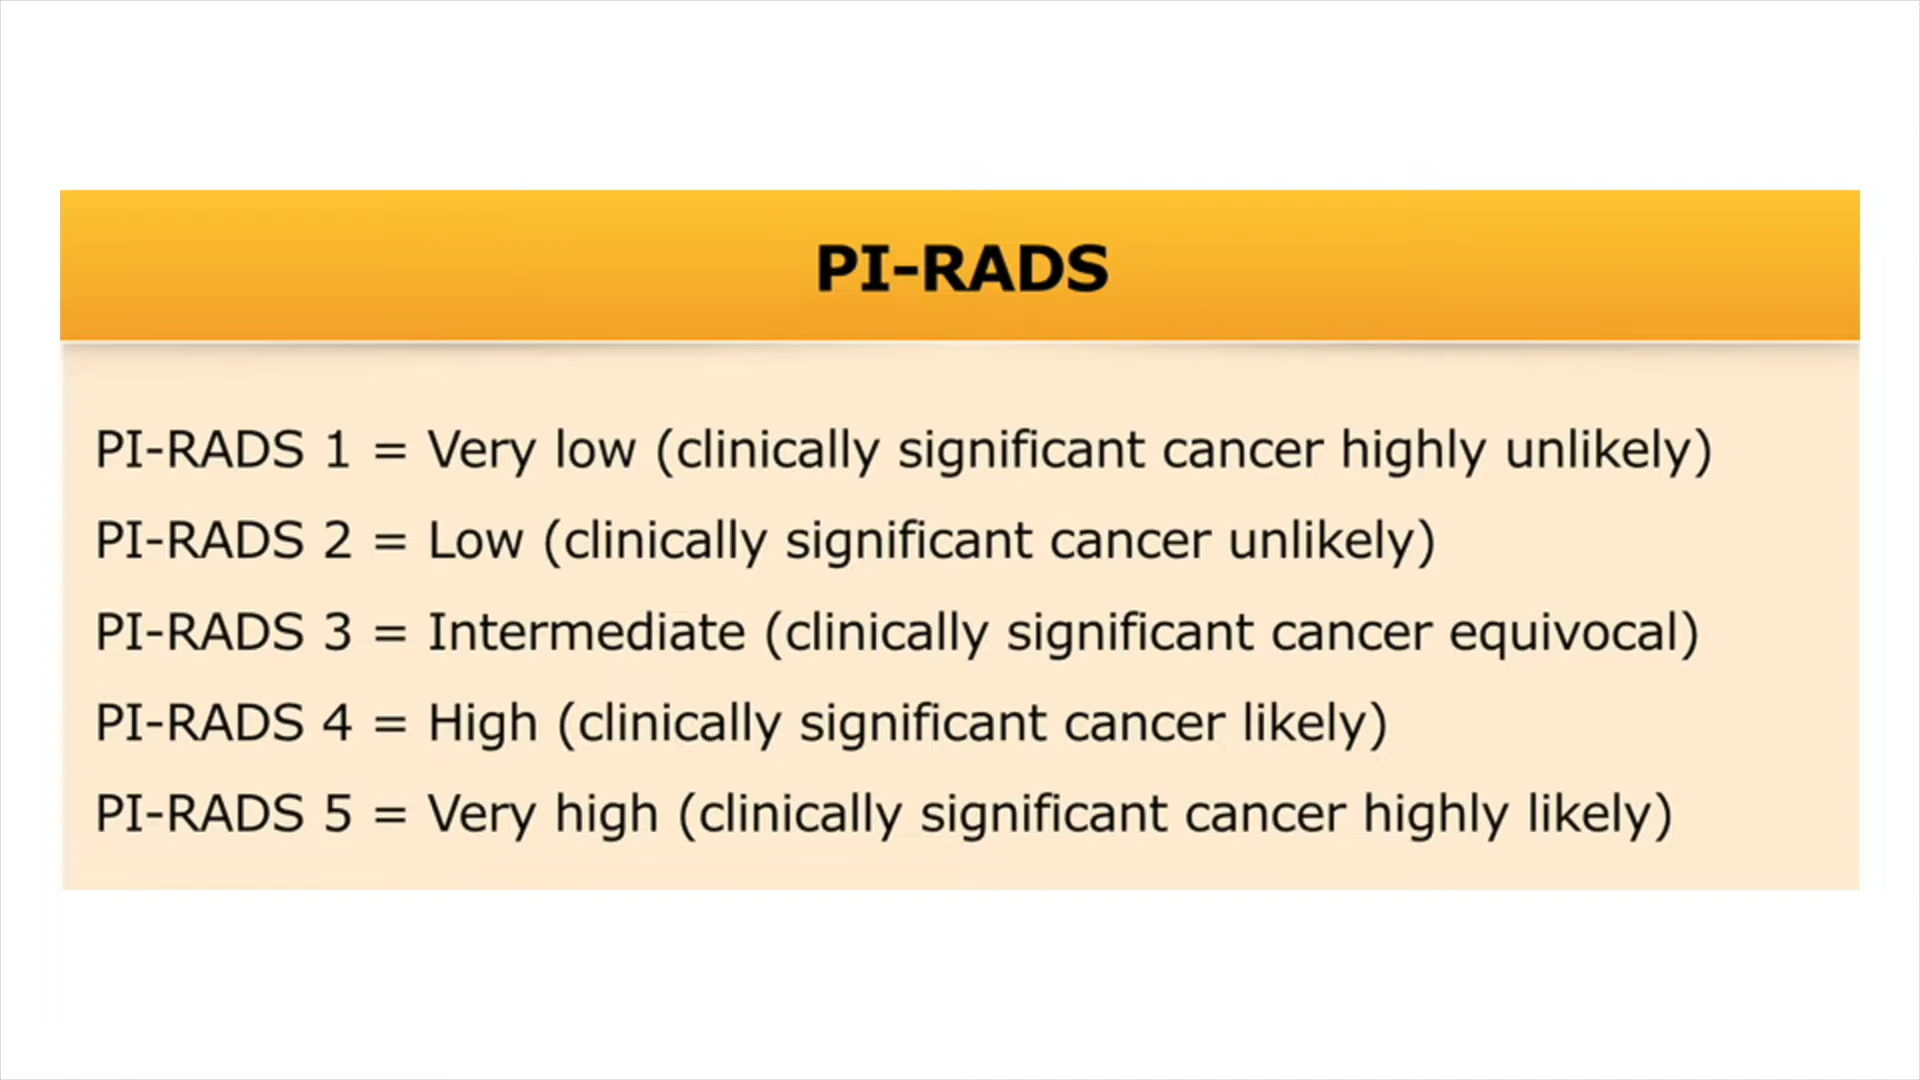 PI-RADS
PI-RADS 1 = Very low (clinically significant cancer highly unlikely)
PI-RADS 2 = Low (clinically significant cancer unlikely)
PI-RADS 3 = Intermediate (clinically significant cancer equivocal)
PI-RADS 4 = High (clinically significant cancer likely)
PI-RADS 5 = Very high (clinically significant cancer highly likely)